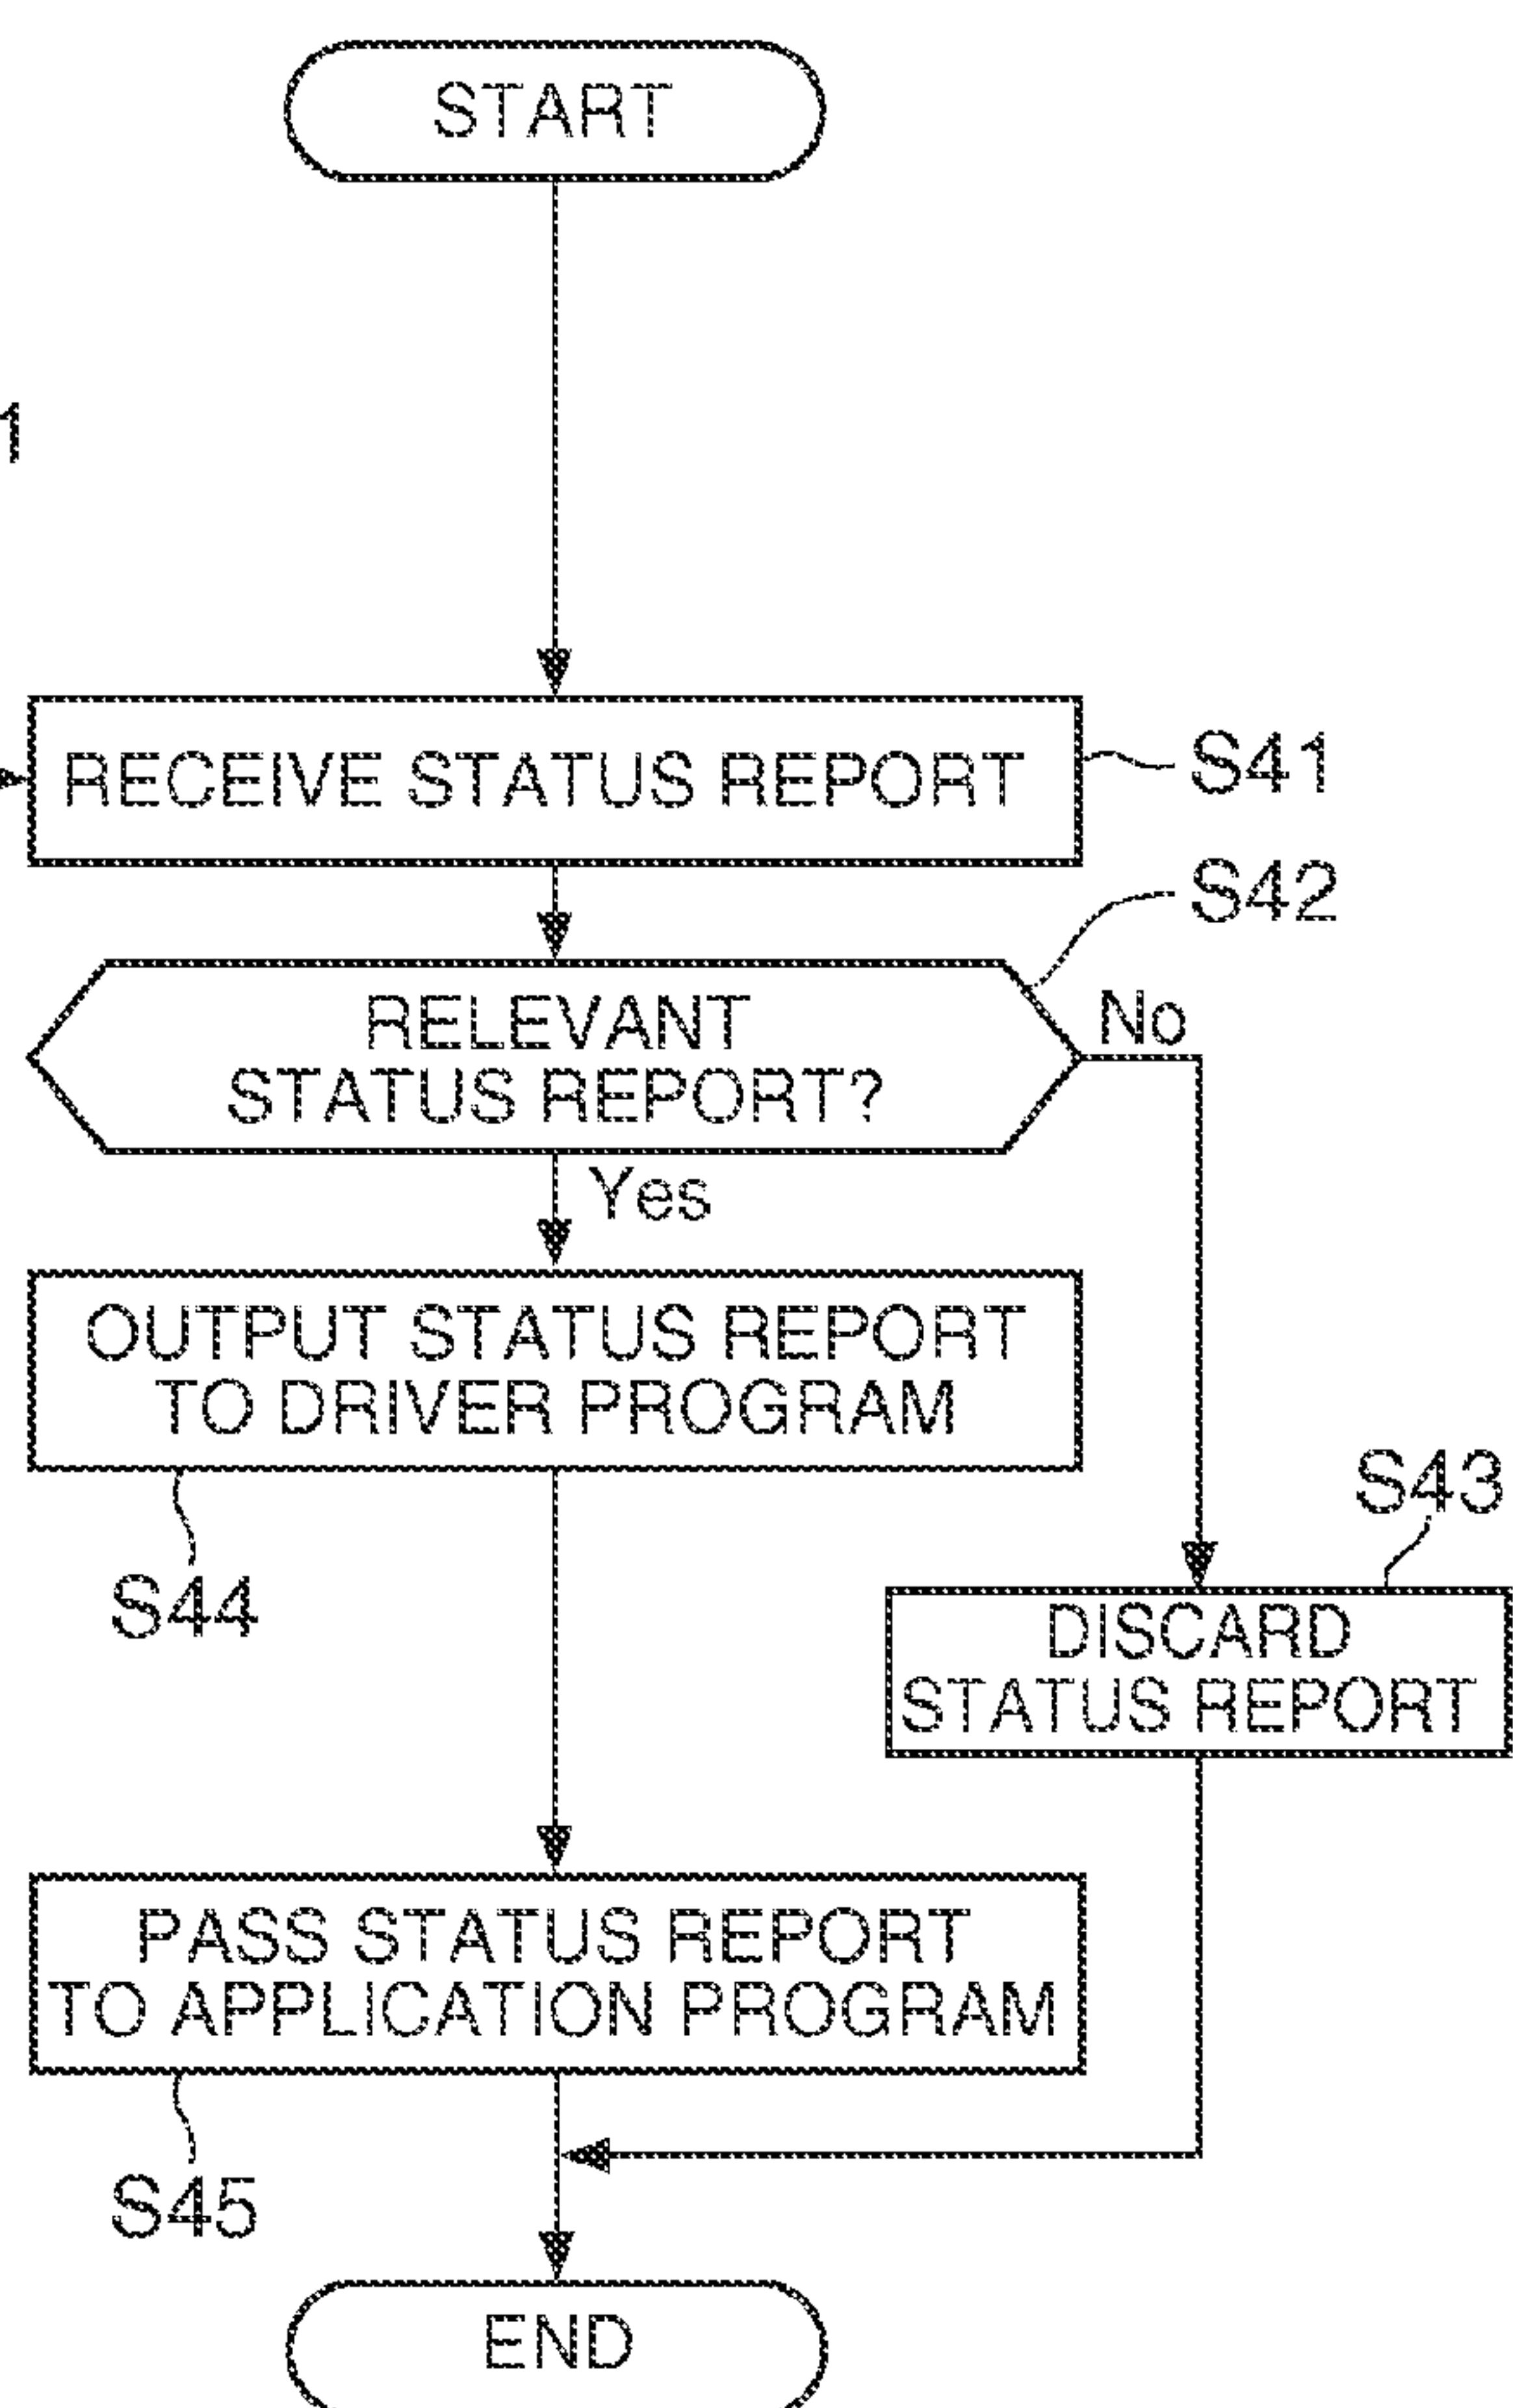 START
1
RECEIVE STATUS REPORT
S41
S42
RELEVANT
STATUS REPORT?
No
Yes
OUTPUT STATUS REPORT
TO DRIVER PROGRAM
S43
S44
DISCARD
STATUS REPORT
PASS STATUS REPORT
TO APPLICATION PROGRAM
S45
END